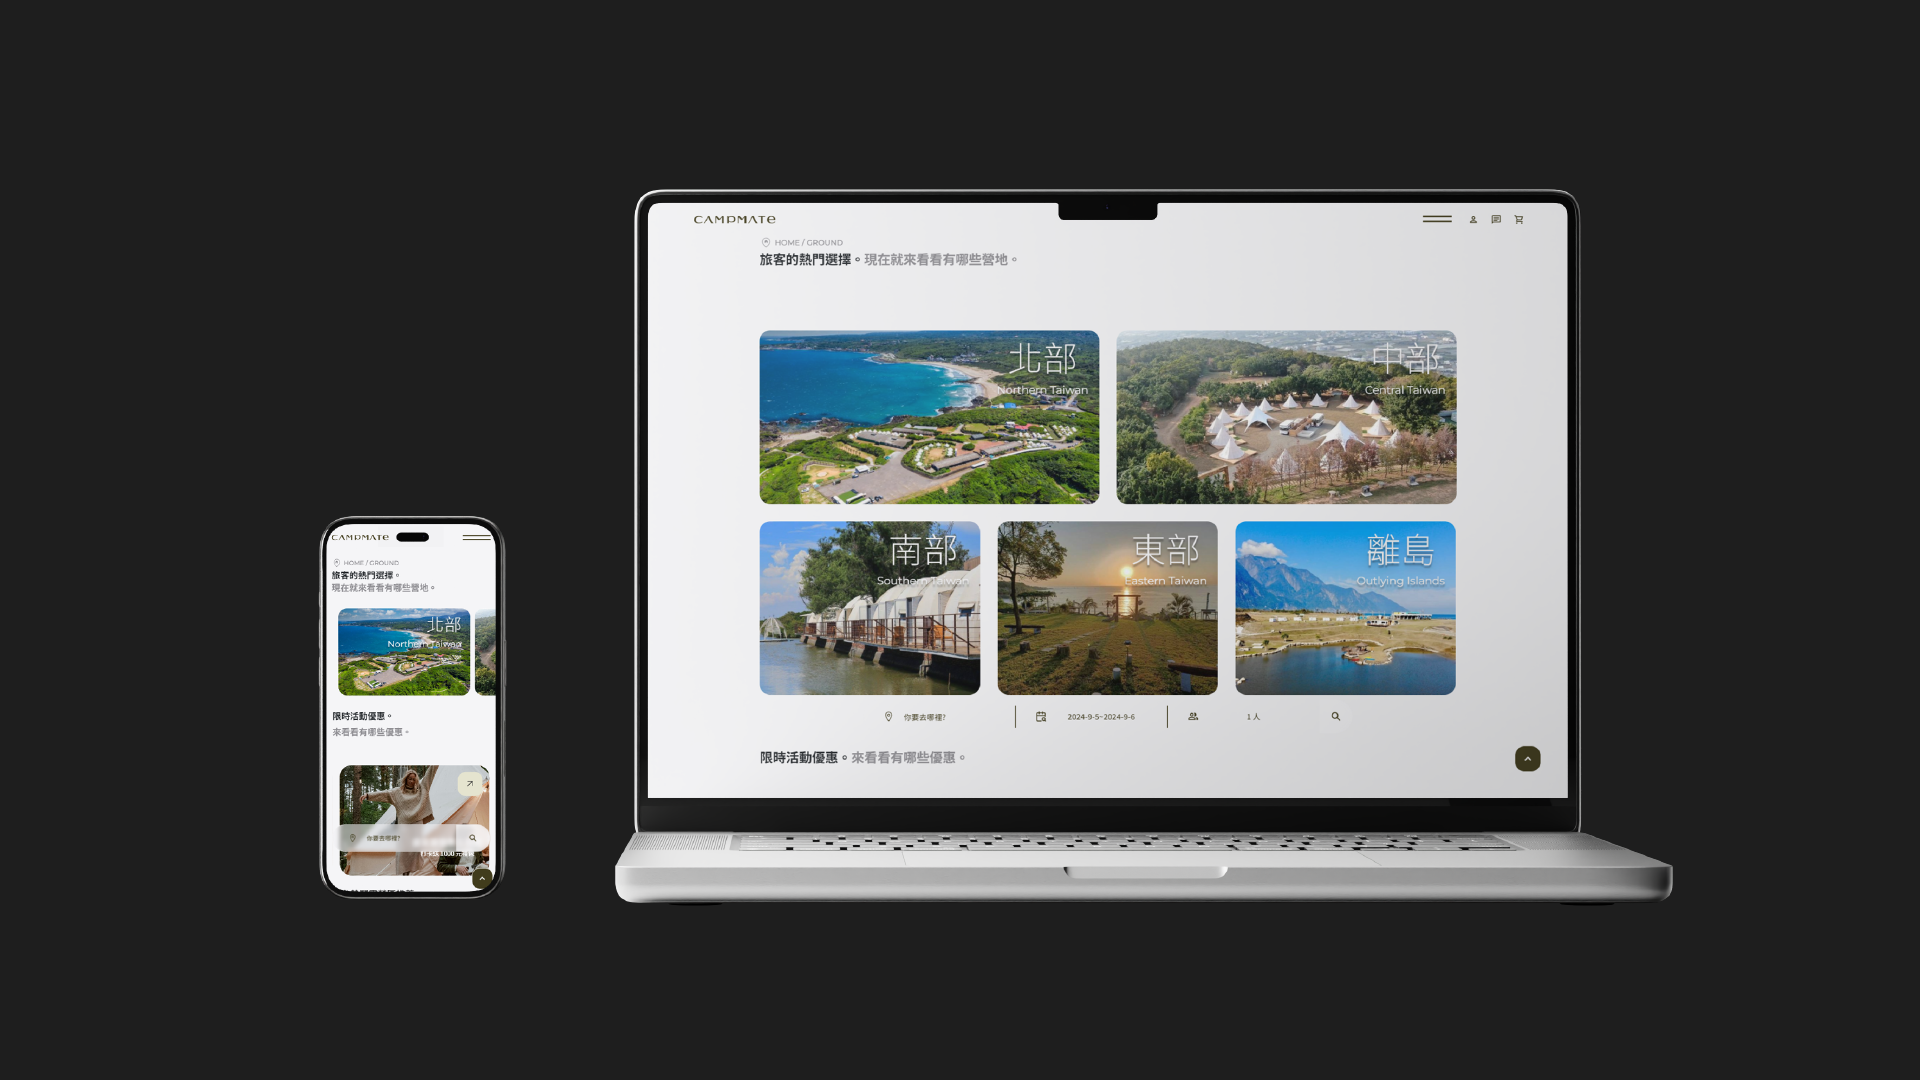 CAMPMATE
HOME / GROUND
旅客的熱門選擇。現在就來看看有哪些營地。
北部
Northern Taiwan
中部
Central Taiwan
南部
Southern Taiwan
東部
Eastern Taiwan
離島
Outlying Islands
你要去哪裡?
2024-9-5~2024-9-6
1 人
限時活動優惠。來看看有哪些優惠。
CAMPMATE
HOME / GROUND
旅客的熱門選擇。
現在就來看看有哪些營地。
北部
Northern Taiwan
限時活動優惠。
來看看有哪些優惠。
你要去哪裡?